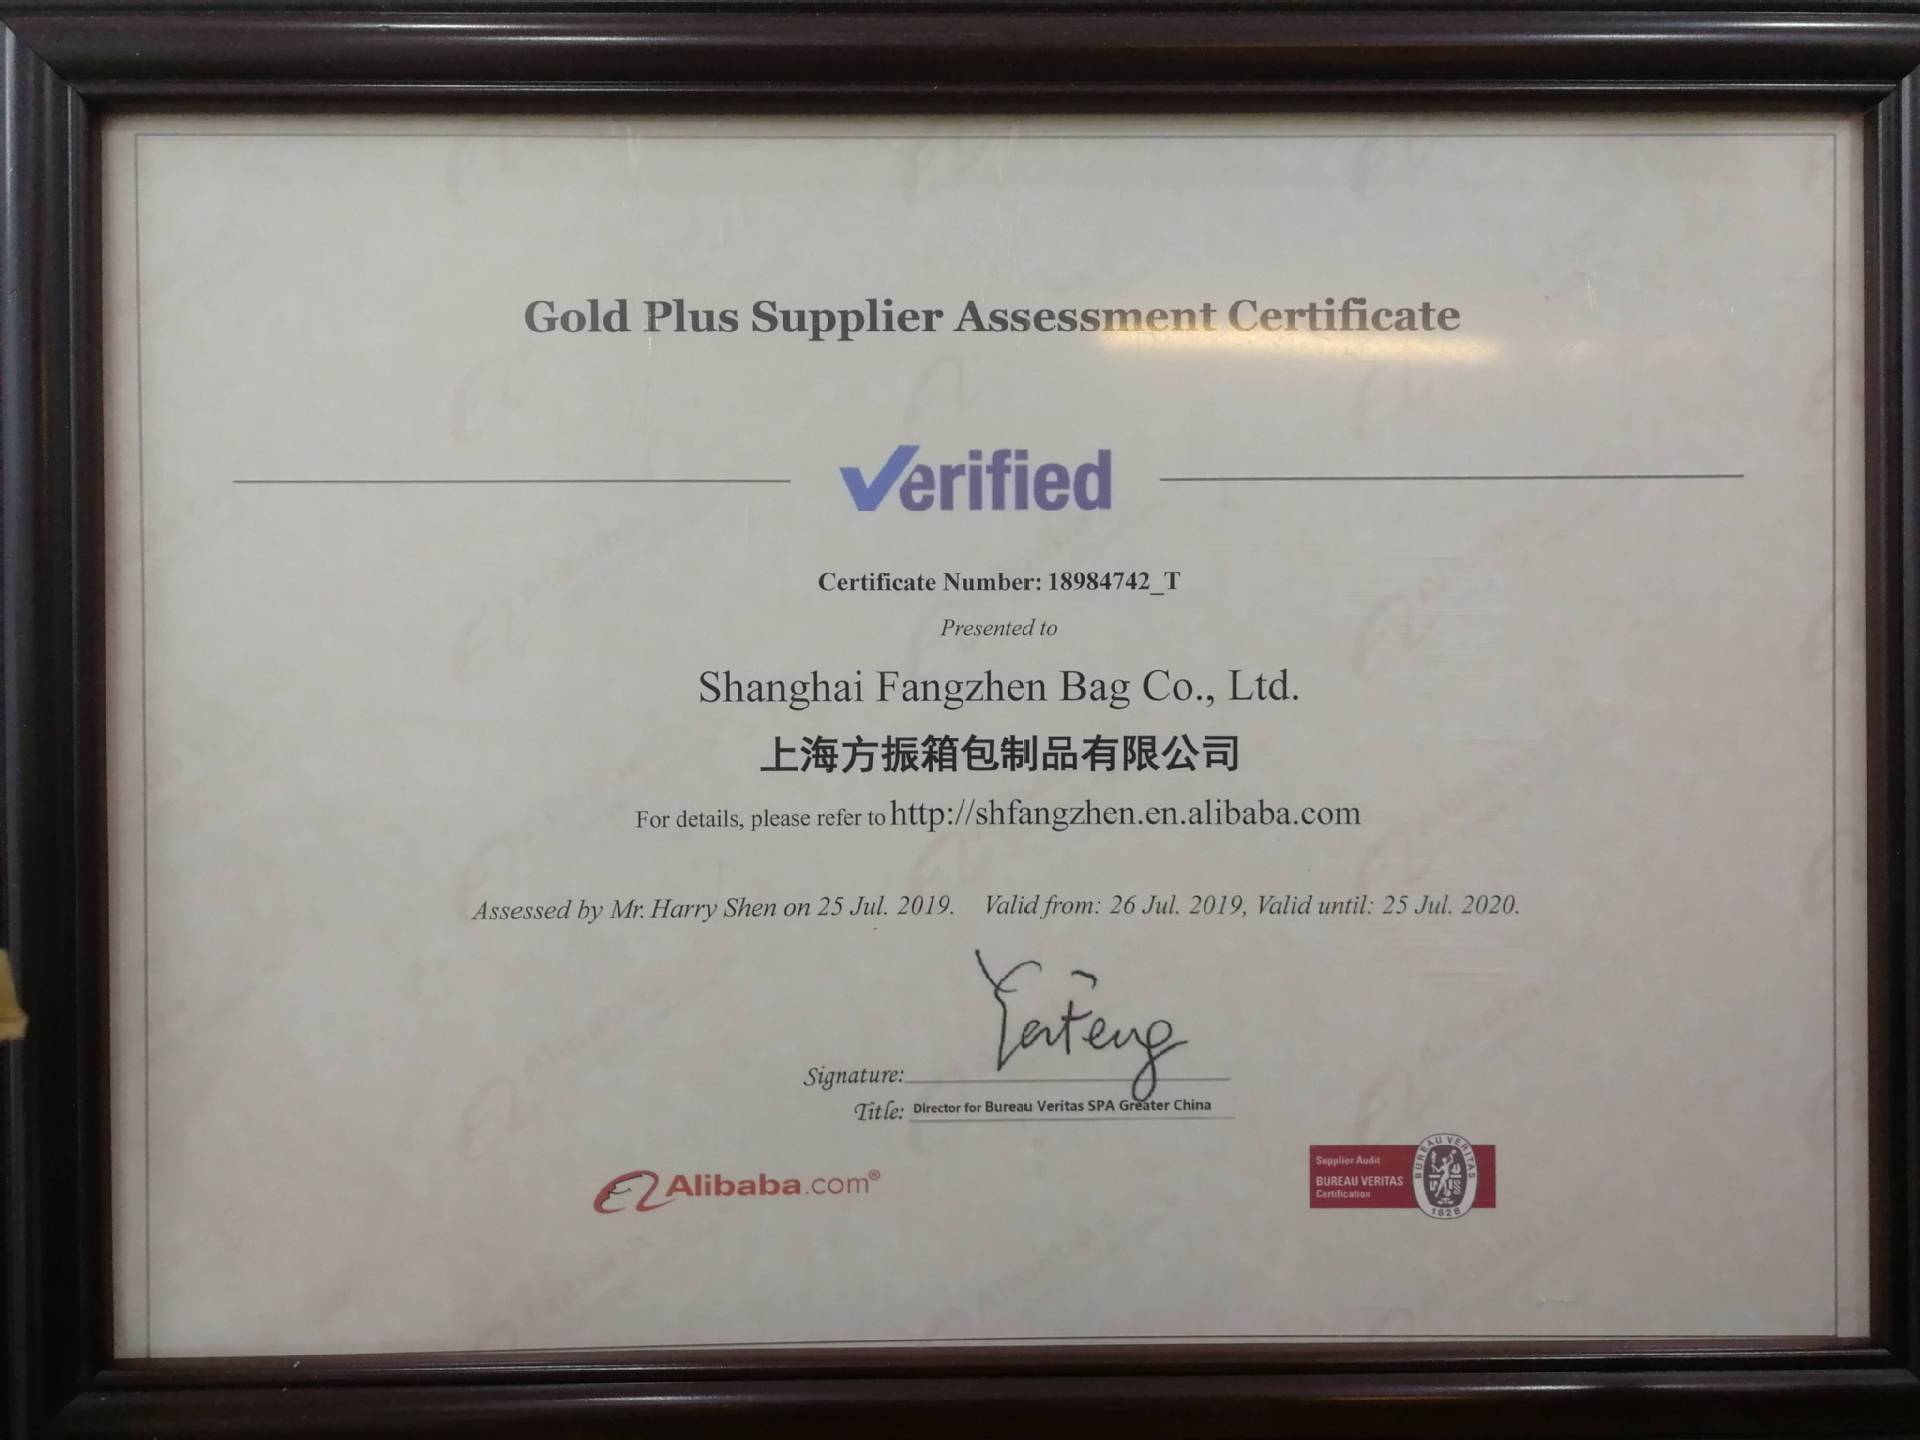 Gold Plus Supplier Assessment Certificate
Verified
Certificate Number: 18984742_T
Presented to
Shanghai Fangzhen Bag Co., Ltd.
上海方振箱包制品有限公司
For details, please refer to http://shfangzhen.en.alibaba.com
Assessed by Mr. Harry Shen on 25 Jul. 2019. Valid from: 26 Jul. 2019, Valid until: 25 Jul. 2020.
Signature:
Title: Director for Bureau Veritas SPA Greater China
Alibaba.com®
Supplier Audit
BUREAU VERITAS
Certification
BUREAU VERITAS
1828